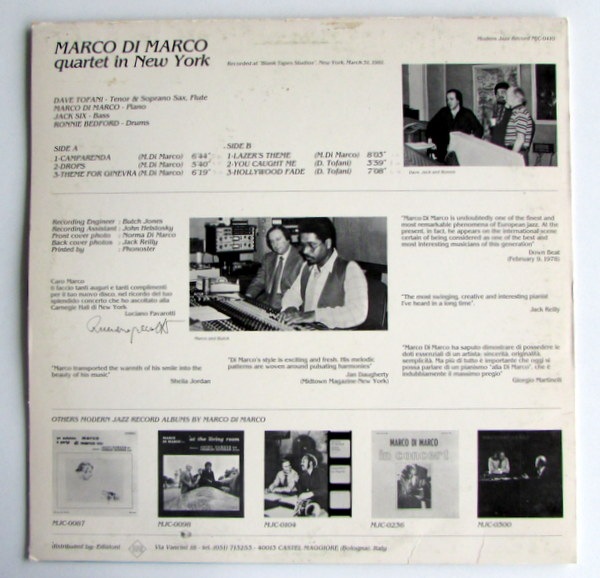 MARCO DI MARCO
quartet in New York
Modern Jazz Record MJC-0410
Recorded at "Blank Tapes Studios", New York, March 31, 1981.
DAVE TOFANI - Tenor & Soprano Sax, Flute
MARCO DI MARCO - Piano
JACK SIX - Bass
RONNIE BEDFORD - Drums
SIDE A
1-CAMPARENDA (M.Di Marco) 6'44"
2-DROPS (M.Di Marco) 5'40"
3-THEME FOR GINEVRA (M.Di Marco) 6'19"
SIDE B
1-LAZER'S THEME (M.Di Marco) 8'03"
2-YOU CAUGHT ME (D. Tofani) 3'59"
3-HOLLYWOOD FADE (D. Tofani) 7'08"
Dave, Jack and Ronnie
Recording Engineer : Butch Jones
Recording Assistant : John Helstosky
Front cover photo : Norma Di Marco
Back cover photos : Jack Reilly
Printed by : Phonoster
Caro Marco
ti faccio tanti auguri e tanti complimenti
per il tuo nuovo disco, nel ricordo del tuo
splendido concerto che ho ascoltato alla
Carnegie Hall di New York
Luciano Pavarotti
Marco and Butch
"Marco Di Marco is undoubtedly one of the finest and
most remarkable phenomena of European jazz. At the
present, in fact, he appears on the international scene
certain of being considered as one of the best and
most interesting musicians of this generation"
Down Beat
(February 9, 1978)
"The most swinging, creative and interesting pianist
I've heard in a long time".
Jack Reilly
"Marco transported the warmth of his smile into the
beauty of his music"
Sheila Jordan
"Di Marco's style is exciting and fresh. His melodic
patterns are woven around pulsating harmonies"
Jan Daugherty
(Midtown Magazine-New York)
"Marco Di Marco ha saputo dimostrare di possedere le
doti essenziali di un artista: sincerità, originalità,
semplicità. Ma più di tutto è importante che oggi si
possa parlare di un pianismo "alla Di Marco", che è
indubbiamente il massimo pregio"
Giorgio Martinelli
OTHERS MODERN JAZZ RECORD ALBUMS BY MARCO DI MARCO
at the living room
MARCO DI MARCO
in concert
MJC-0087
MJC-0098
MJC-0104
MJC-0236
MJC-0300
distributed by: Edizioni
Via Vancini 18 - tel. (051) 713253 - 40013 CASTEL MAGGIORE (Bologna), Italy